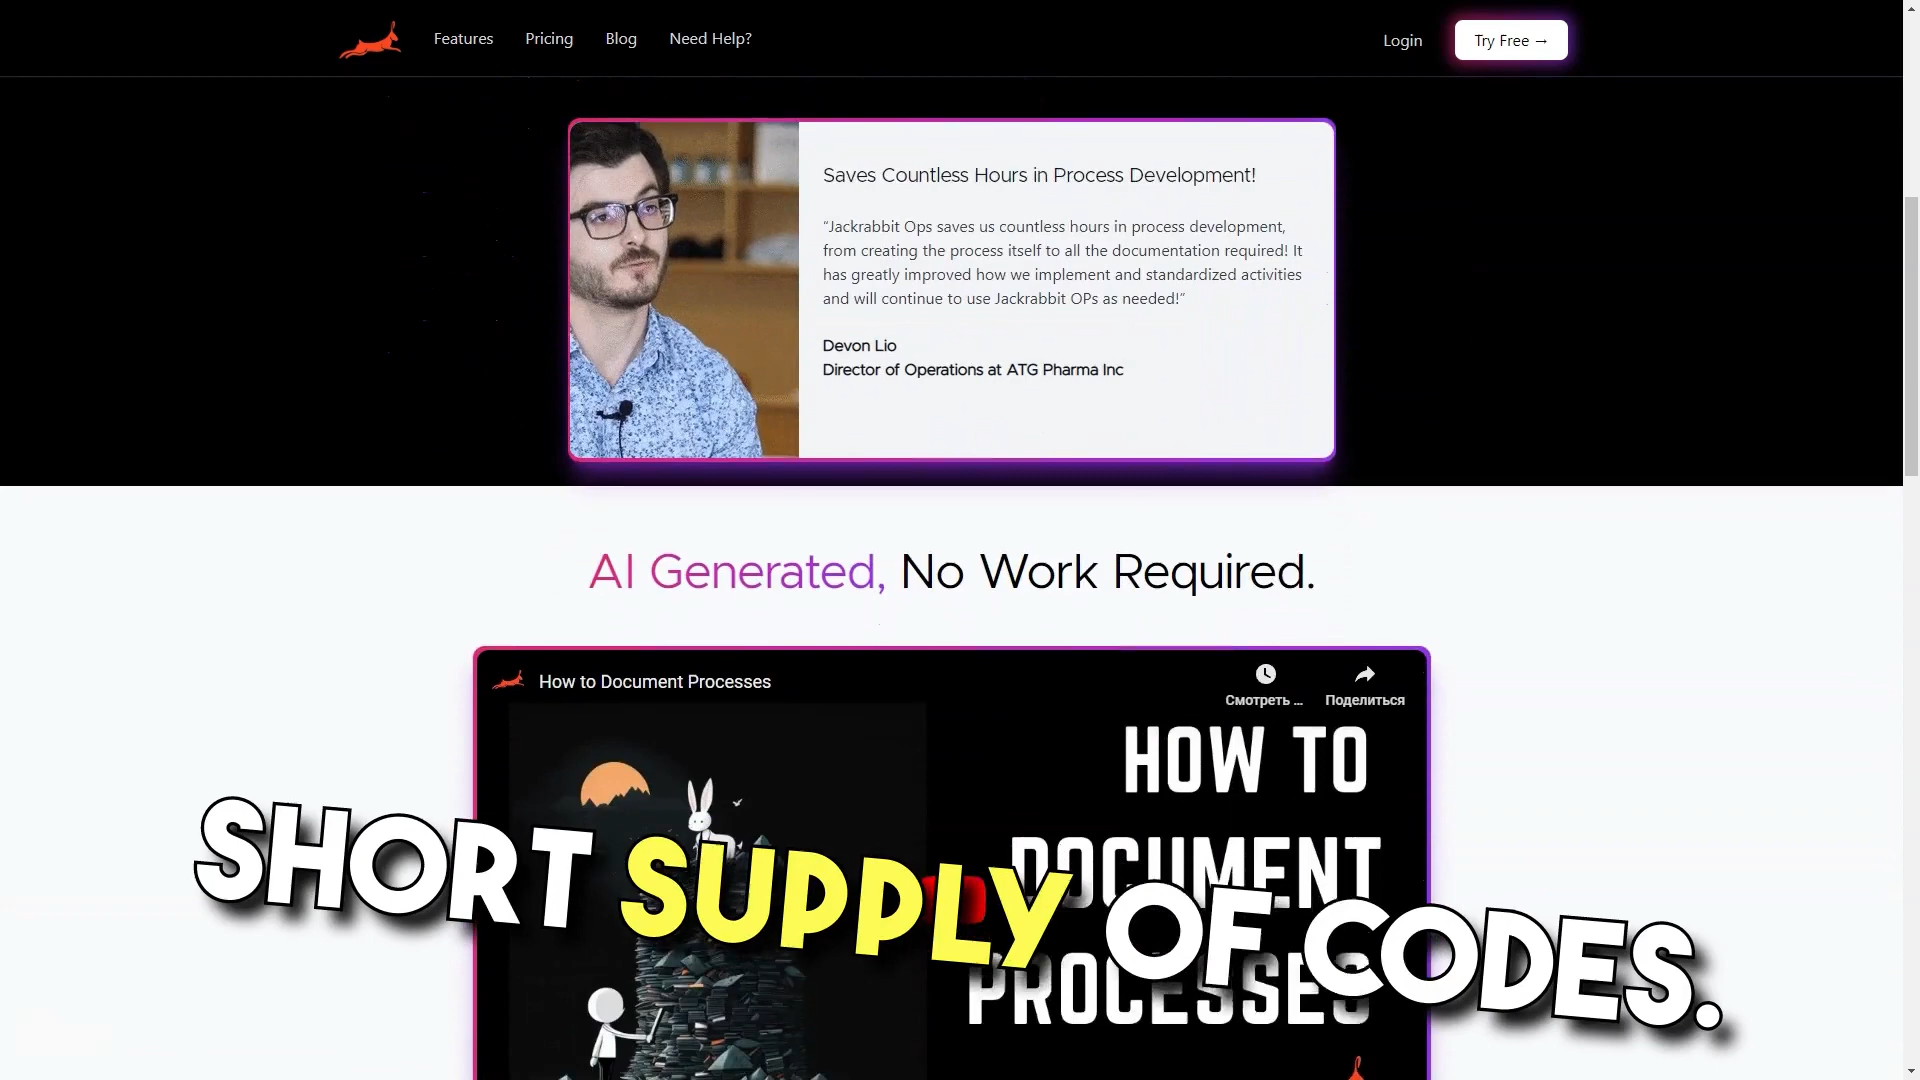 Features
Pricing
Blog
Need Help?
Login
Try Free →
Saves Countless Hours in Process Development!
“Jackrabbit Ops saves us countless hours in process development,
from creating the process itself to all the documentation required! It
has greatly improved how we implement and standardized activities
and will continue to use Jackrabbit OPs as needed!”
Devon Lio
Director of Operations at ATG Pharma Inc
AI Generated, No Work Required.
How to Document Processes
Смотреть ...
Поделиться
HOW TO
DOCUMENT
PROCESSES
SHORT SUPPLY OF CODES.